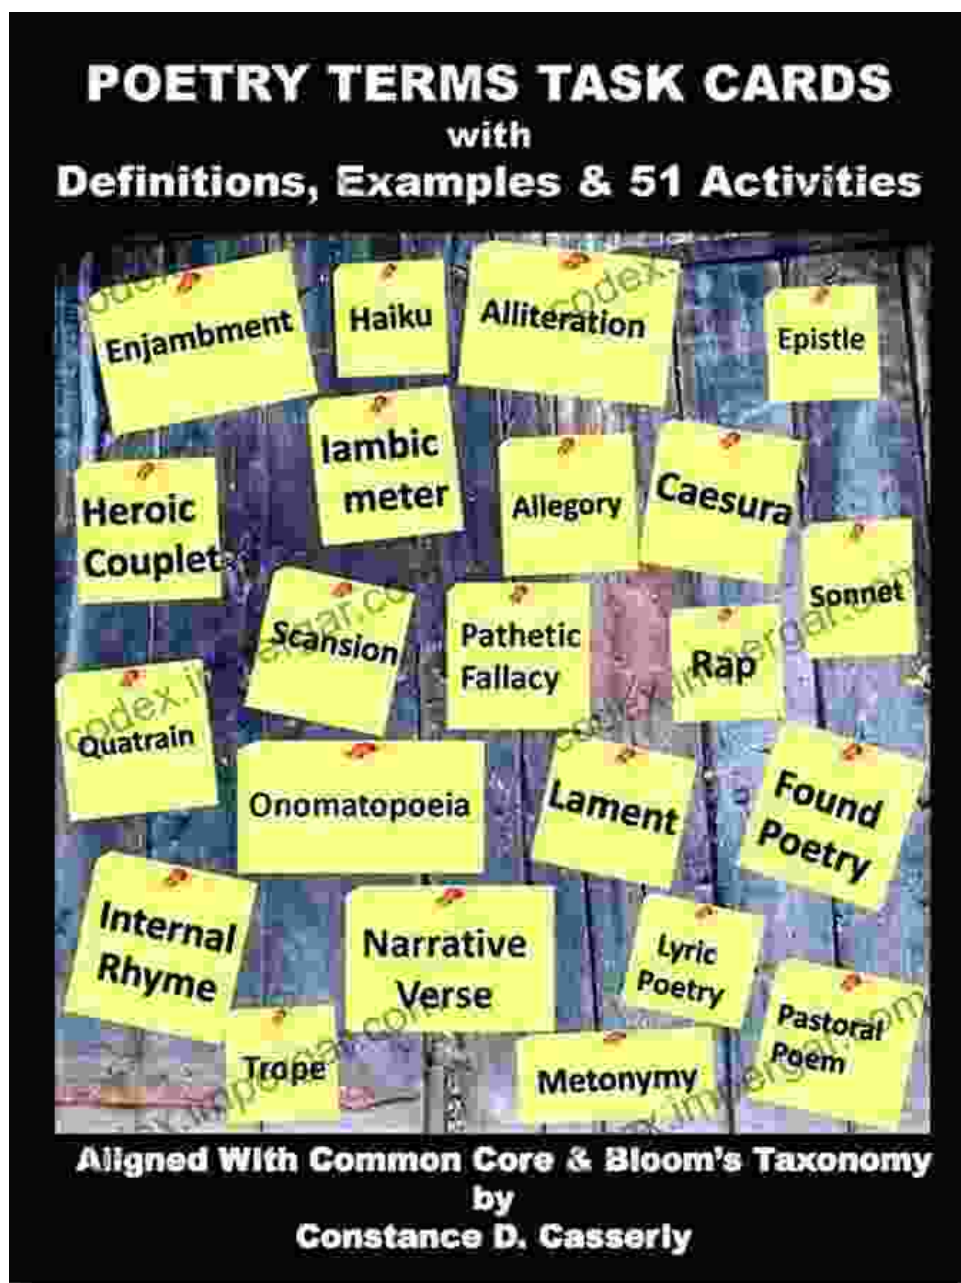 POETRY TERMS TASK CARDS
with
Definitions, Examples & 51 Activities
Enjambment
Haiku
Alliteration
Epistle
Heroic
Couplet
Iambic
meter
Allegory
Caesura
Sonnet
Scansion
Pathetic
Fallacy
Rap
Quatrain
Onomatopoeia
Lament
Found
Poetry
Internal
Rhyme
Narrative
Verse
Lyric
Poetry
Pastoral
Poem
Trope
Metonymy
Aligned With Common Core & Bloom's Taxonomy
by
Constance D. Casserly